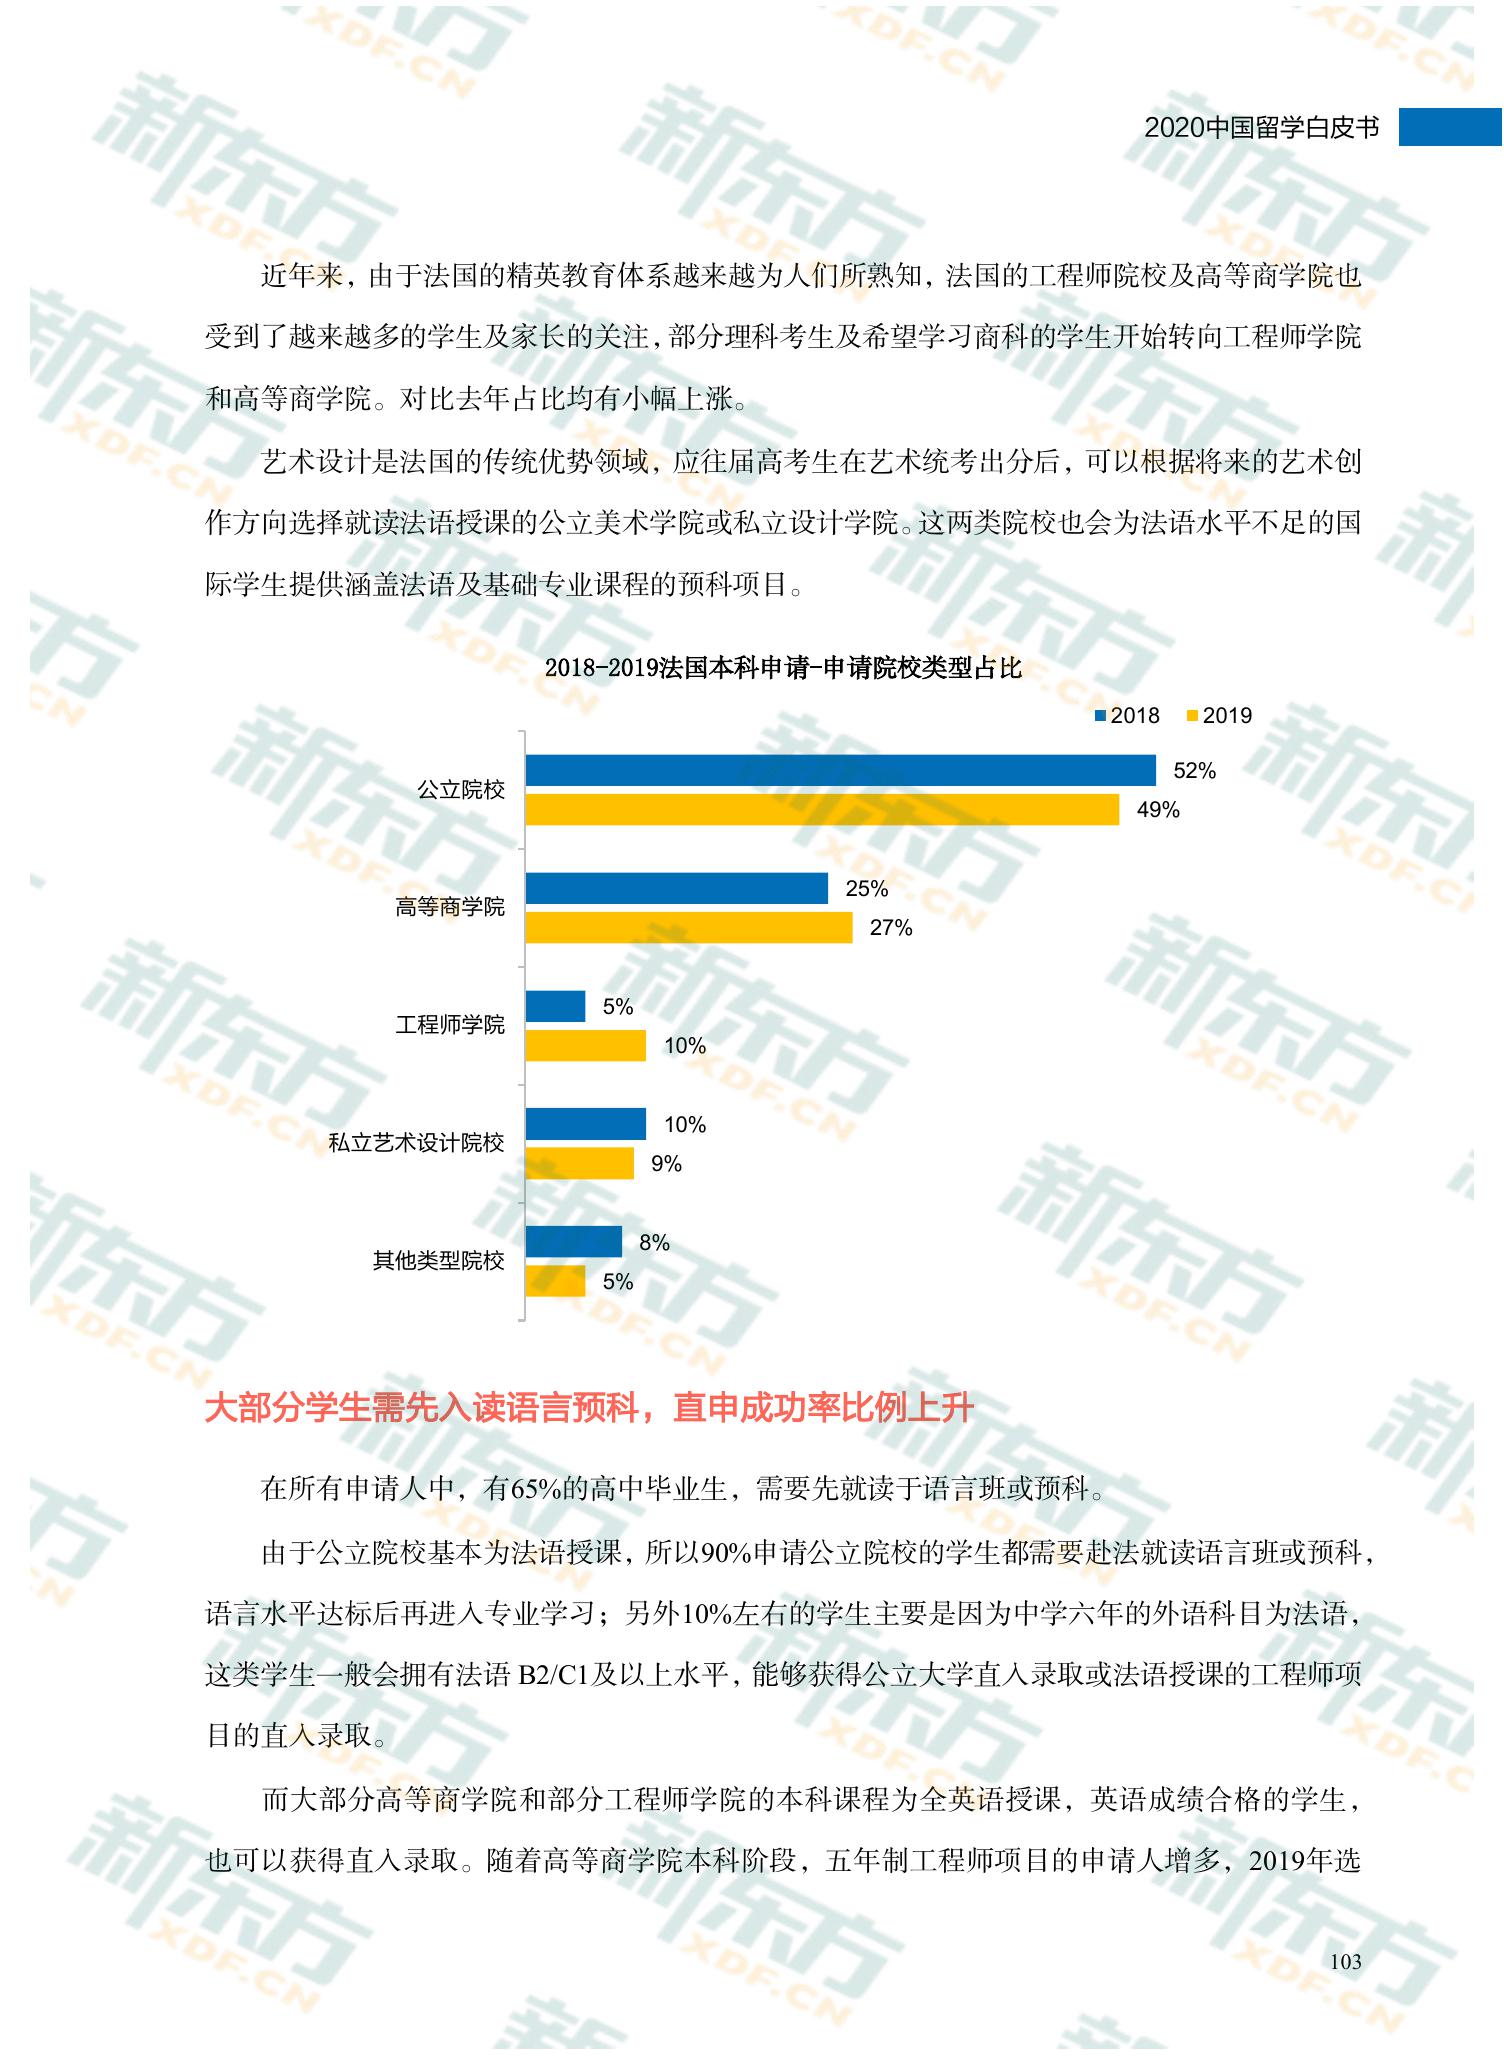 2020中国留学白皮书
近年来，由于法国的精英教育体系越来越为人们所熟知，法国的工程师院校及高等商学院也
受到了越来越多的学生及家长的关注，部分理科考生及希望学习商科的学生开始转向工程师学院
和高等商学院。对比去年占比均有小幅上涨。
艺术设计是法国的传统优势领域，应往届高考生在艺术统考出分后，可以根据将来的艺术创
作方向选择就读法语授课的公立美术学院或私立设计学院。这两类院校也会为法语水平不足的国
际学生提供涵盖法语及基础专业课程的预科项目。
2018-2019法国本科申请-申请院校类型占比
2018 2019
公立院校 52%
49%
高等商学院 25%
27%
工程师学院 5%
10%
私立艺术设计院校 10%
9%
其他类型院校 8%
5%
大部分学生需先入读语言预科，直申成功率比例上升
在所有申请人中，有65%的高中毕业生，需要先就读于语言班或预科。
由于公立院校基本为法语授课，所以90%申请公立院校的学生都需要赴法就读语言班或预科，
语言水平达标后再进入专业学习；另外10%左右的学生主要是因为中学六年的外语科目为法语，
这类学生一般会拥有法语 B2/C1及以上水平，能够获得公立大学直入录取或法语授课的工程师项
目的直入录取。
而大部分高等商学院和部分工程师学院的本科课程为全英语授课，英语成绩合格的学生，
也可以获得直入录取。随着高等商学院本科阶段，五年制工程师项目的申请人增多，2019年选
103
新东方
XDF.CN